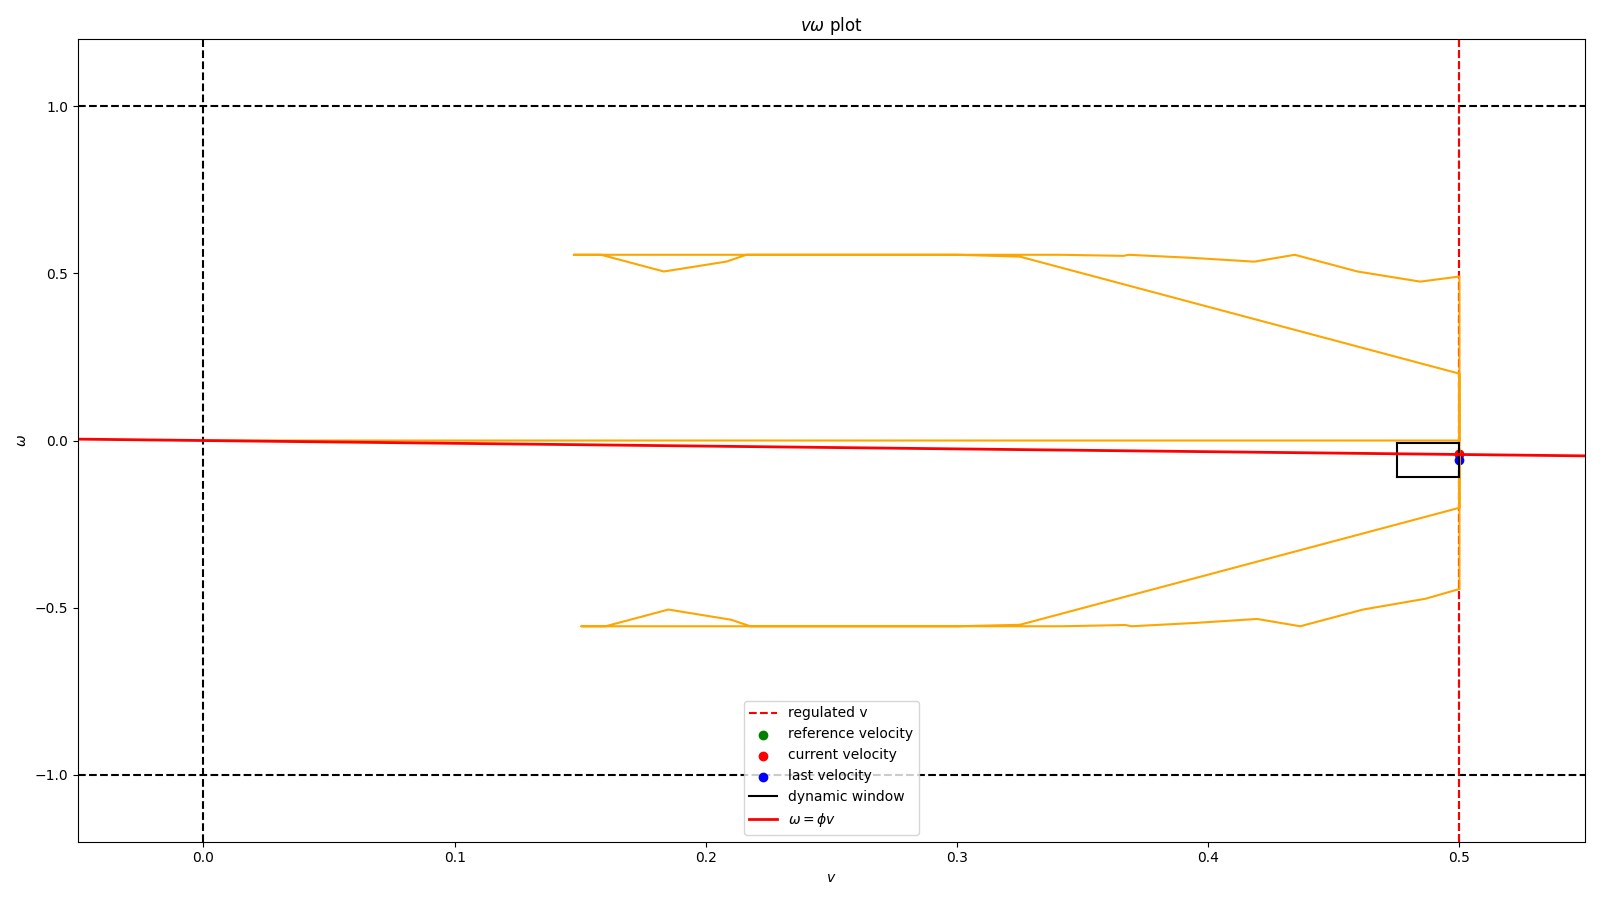 vω plot
1.0
0.5
0.0
−0.5
−1.0
ω
regulated v
reference velocity
current velocity
last velocity
dynamic window
ω = ϕv
0.0 0.1 0.2 0.3 0.4 0.5
v